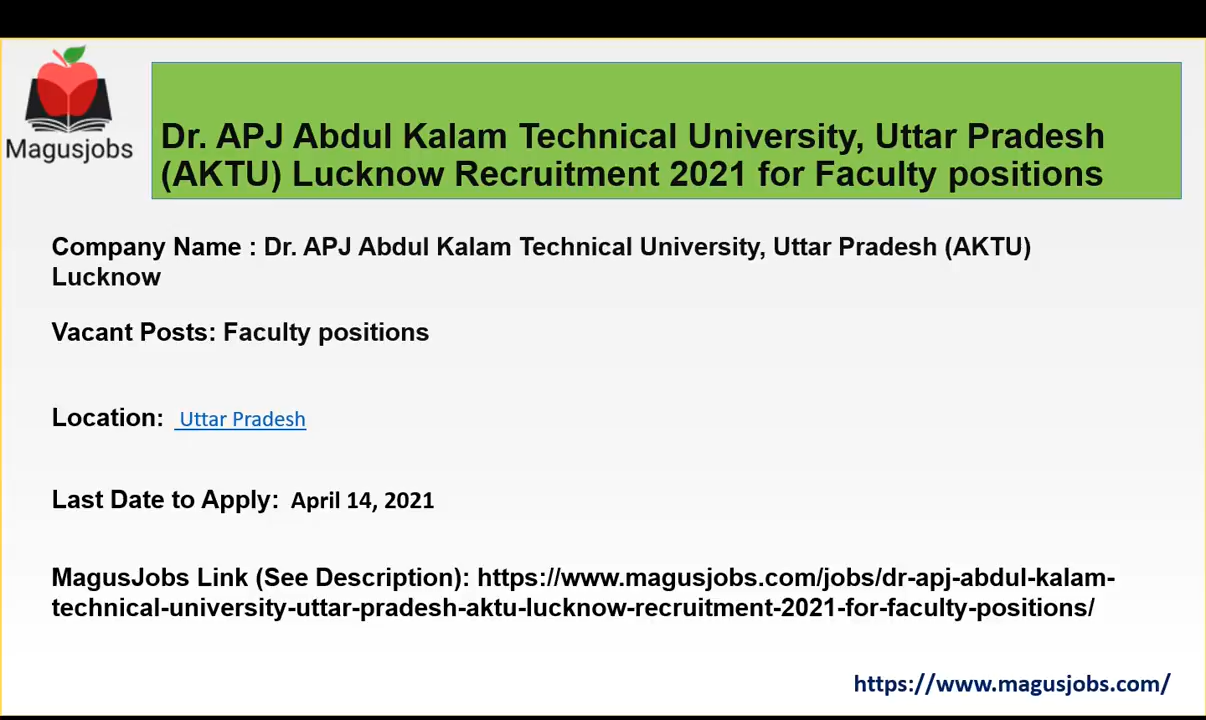 Magusjobs
Dr. APJ Abdul Kalam Technical University, Uttar Pradesh
(AKTU) Lucknow Recruitment 2021 for Faculty positions
Company Name : Dr. APJ Abdul Kalam Technical University, Uttar Pradesh (AKTU)
Lucknow
Vacant Posts: Faculty positions
Location: Uttar Pradesh
Last Date to Apply: April 14, 2021
MagusJobs Link (See Description): https://www.magusjobs.com/jobs/dr-apj-abdul-kalam-
technical-university-uttar-pradesh-aktu-lucknow-recruitment-2021-for-faculty-positions/
https://www.magusjobs.com/